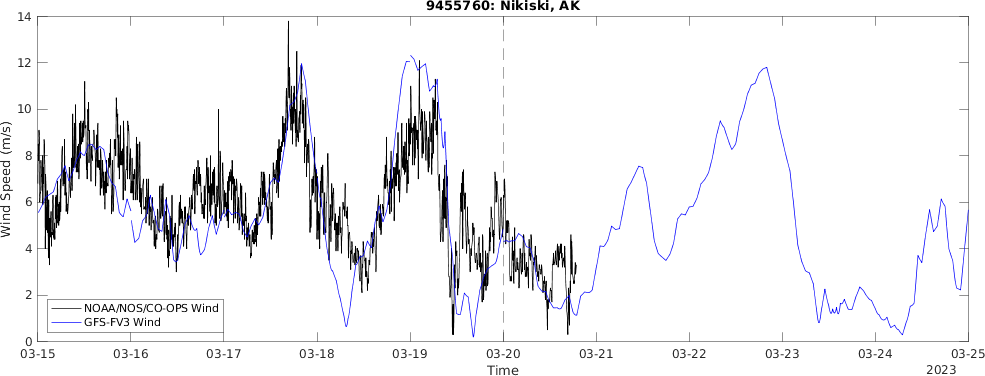 9455760: Nikiski, AK
Wind Speed (m/s)
14
12
10
8
6
4
2
0
NOAA/NOS/CO-OPS Wind
GFS-FV3 Wind
03-15 03-16 03-17 03-18 03-19 03-20 03-21 03-22 03-23 03-24 03-25
Time
2023